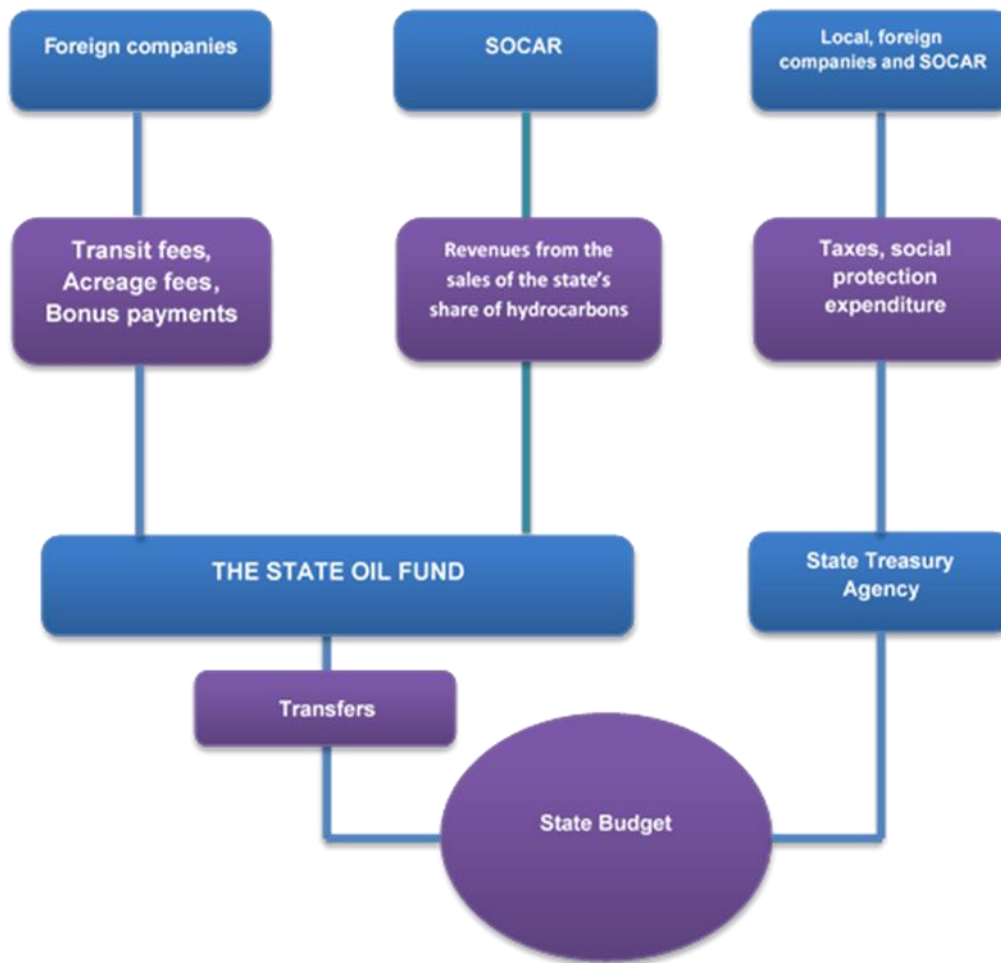 Foreign companies
SOCAR
Local, foreign
companies and SOCAR
Transit fees,
Acreage fees,
Bonus payments
Revenues from the
sales of the state's
share of hydrocarbons
Taxes, social
protection
expenditure
THE STATE OIL FUND
State Treasury
Agency
Transfers
State Budget